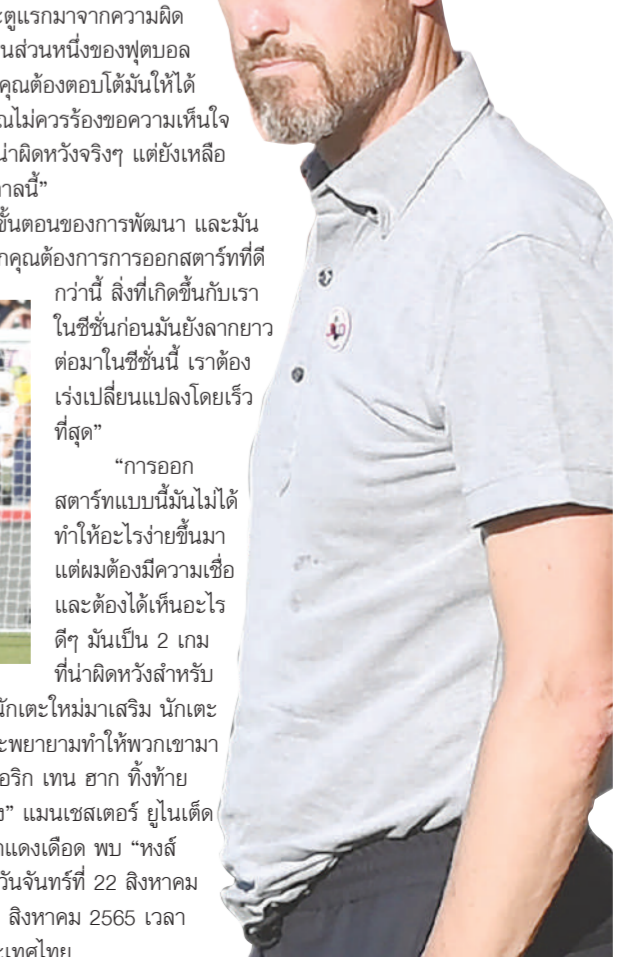 ะตูแรกมาจากความผิด
นส่วนหนึ่งของฟุตบอล
คุณต้องตอบโต้มันให้ได้
ณไม่ควรร้องขอความเห็นใจ
น่าผิดหวังจริงๆ แต่ยังเหลือ
าลนี้”
ขั้นตอนของการพัฒนา และมัน
กคุณต้องการการออกสตาร์ทที่ดี
กว่านี้ สิ่งที่เกิดขึ้นกับเรา
ในซีซั่นก่อนมันยังลากยาว
ต่อมาในซีซั่นนี้ เราต้อง
เร่งเปลี่ยนแปลงโดยเร็ว
ที่สุด”
“การออก
สตาร์ทแบบนี้มันไม่ได้
ทำให้อะไรง่ายขึ้นมา
แต่ผมต้องมีความเชื่อ
และต้องได้เห็นอะไร
ดีๆ มันเป็น 2 เกม
ที่น่าผิดหวังสำหรับ
นักเตะใหม่มาเสริม นักเตะ
ะพยายามทำให้พวกเขามา
อริก เทน ฮาก ทิ้งท้าย
ง” แมนเชสเตอร์ ยูไนเต็ด
าแดงเดือด พบ “หงส์
วันจันทร์ที่ 22 สิงหาคม
สิงหาคม 2565 เวลา
ะเทศไทย